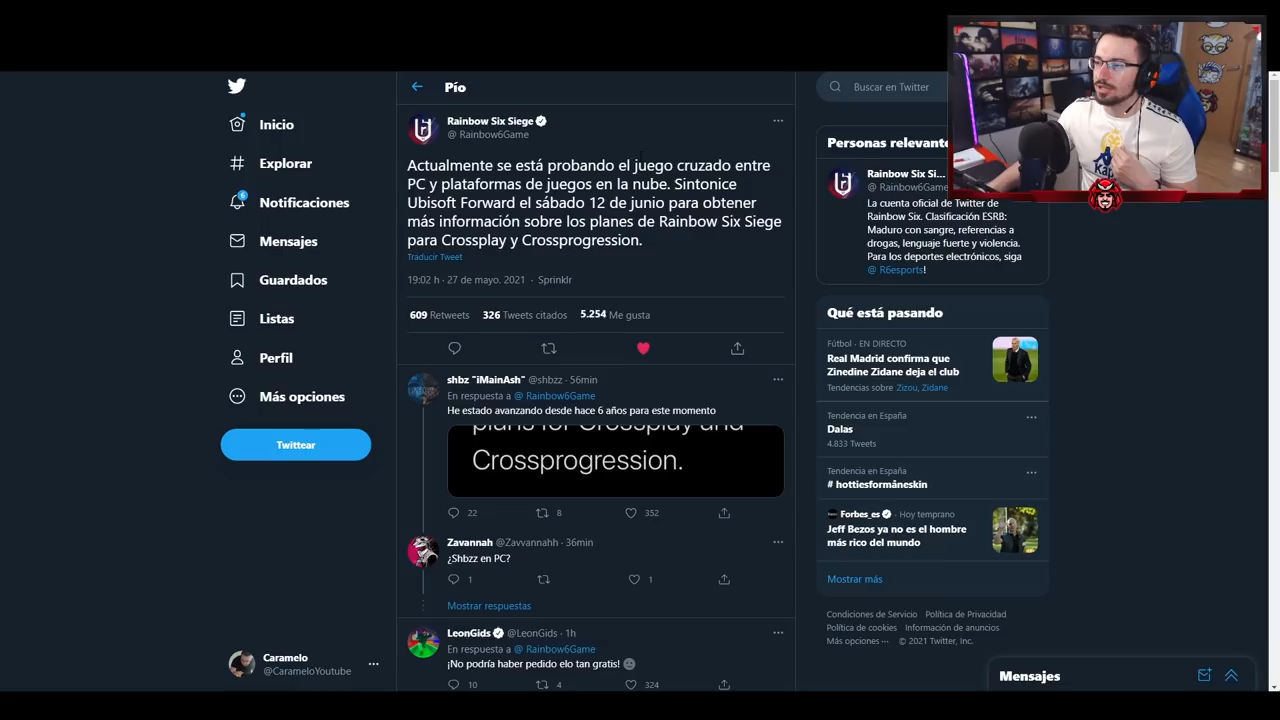 Inicio
Explorar
6
Notificaciones
Mensajes
Guardados
Listas
Perfil
Más opciones
Twittear
Caramelo
@CarameloYoutube
Pío
Rainbow Six Siege
@ Rainbow6Game
Actualmente se está probando el juego cruzado entre
PC y plataformas de juegos en la nube. Sintonice
Ubisoft Forward el sábado 12 de junio para obtener
más información sobre los planes de Rainbow Six Siege
para Crossplay y Crossprogression.
Traducir Tweet
19:02 h · 27 de mayo. 2021 · Sprinklr
609 Retweets 326 Tweets citados 5.254 Me gusta
shbz "iMainAsh" @shbzz · 56min
En respuesta a @ Rainbow6Game
He estado avanzando desde hace 6 años para este momento
plans for Crossplay and
Crossprogression.
22 8 352
Zavannah @Zavvannahh · 36min
¿Shbzz en PC?
1 1
Mostrar respuestas
LeonGids @LeonGids · 1h
En respuesta a @ Rainbow6Game
¡No podría haber pedido elo tan gratis!
10 4 324
Buscar en Twitter
Personas relevante
Rainbow Six Si...
@ Rainbow6Game
La cuenta oficial de Twitter de
Rainbow Six. Clasificación ESRB:
Maduro con sangre, referencias a
drogas, lenguaje fuerte y violencia.
Para los deportes electrónicos, siga
@ R6esports!
Qué está pasando
Fútbol · EN DIRECTO
Real Madrid confirma que
Zinedine Zidane deja el club
Tendencias sobre Zizou, Zidane
Tendencia en España
Dalas
4.833 Tweets
Tendencia en España
# hottiesformåneskin
Forbes_es · Hoy temprano
Jeff Bezos ya no es el hombre
más rico del mundo
Mostrar más
Condiciones de Servicio Política de Privacidad
Política de cookies Información de anuncios
Más opciones ··· © 2021 Twitter, Inc.
Mensajes